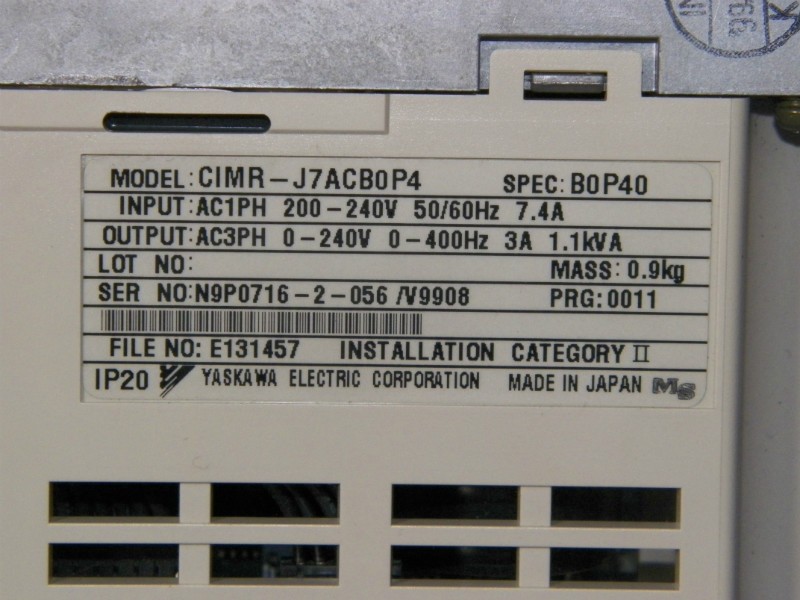 MODEL:CIMR-J7ACB0P4 SPEC:B0P40
INPUT:AC1PH 200-240V 50/60Hz 7.4A
OUTPUT:AC3PH 0-240V 0-400Hz 3A 1.1kVA
LOT NO: MASS:0.9kg
SER NO:N9P0716-2-056/V9908 PRG:0011
FILE NO:E131457 INSTALLATION CATEGORY II
IP20 YASKAWA ELECTRIC CORPORATION MADE IN JAPAN MS